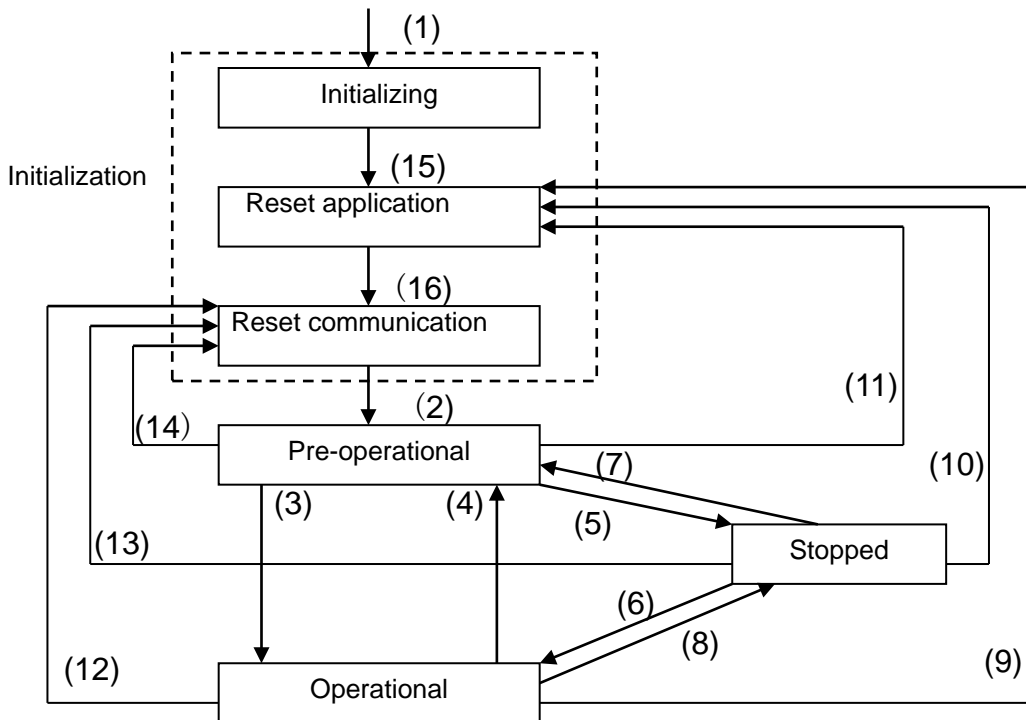 (1)
Initializing
Initialization
(15)
Reset application
（16)
Reset communication
(11)
（2)
(14）
Pre-operational
(7)
(10)
(3)
(4)
(5)
(13)
Stopped
(6)
(8)
(12)
(9)
Operational